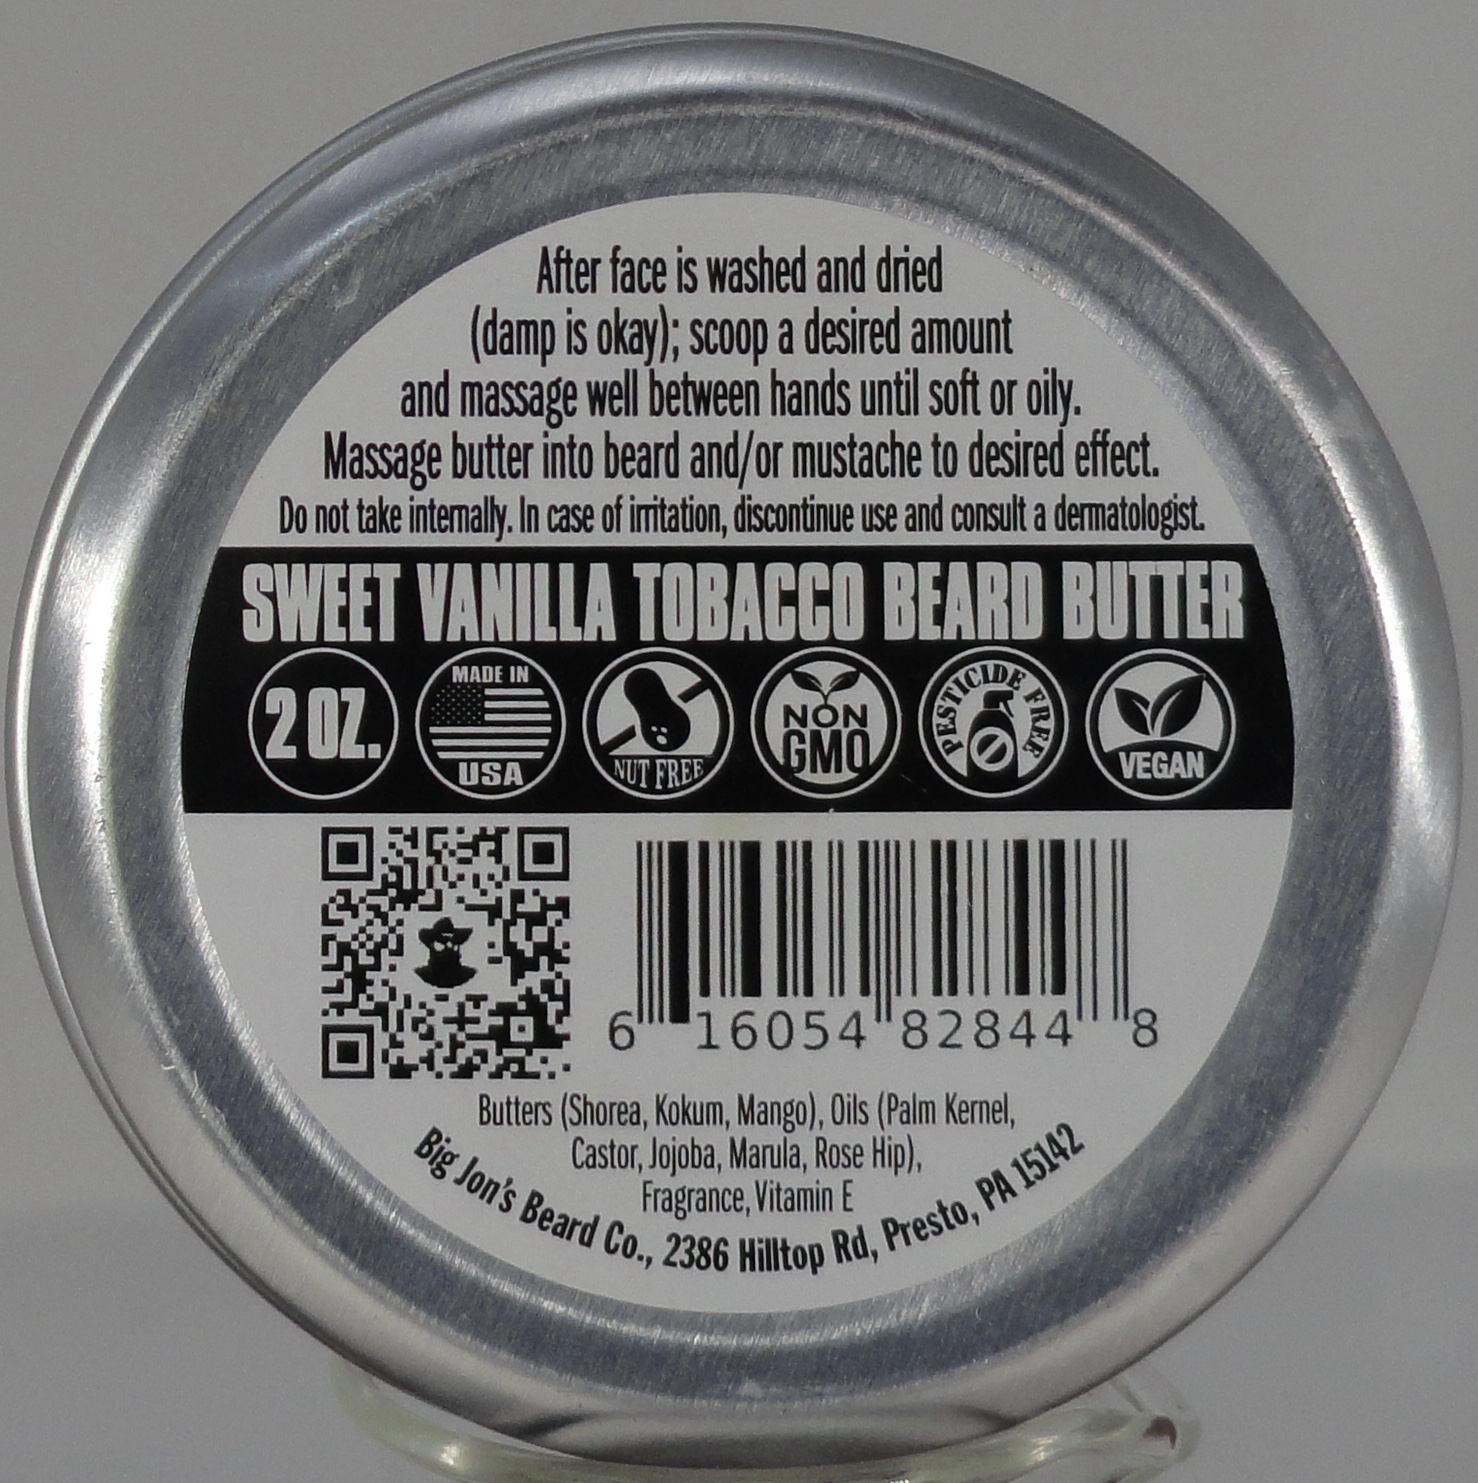 After face is washed and dried
(damp is okay); scoop a desired amount
and massage well between hands until soft or oily.
Massage butter into beard and/or mustache to desired effect.
Do not take internally. In case of irritation, discontinue use and consult a dermatologist.
SWEET VANILLA TOBACCO BEARD BUTTER
2 OZ.
MADE IN
USA
NUT FREE
NON
GMO
PESTICIDE FREE
VEGAN
6 16054 82844 8
Butters (Shorea, Kokum, Mango), Oils (Palm Kernel,
Castor, Jojoba, Marula, Rose Hip),
Fragrance, Vitamin E
Big Jon's Beard Co., 2386 Hilltop Rd, Presto, PA 15142